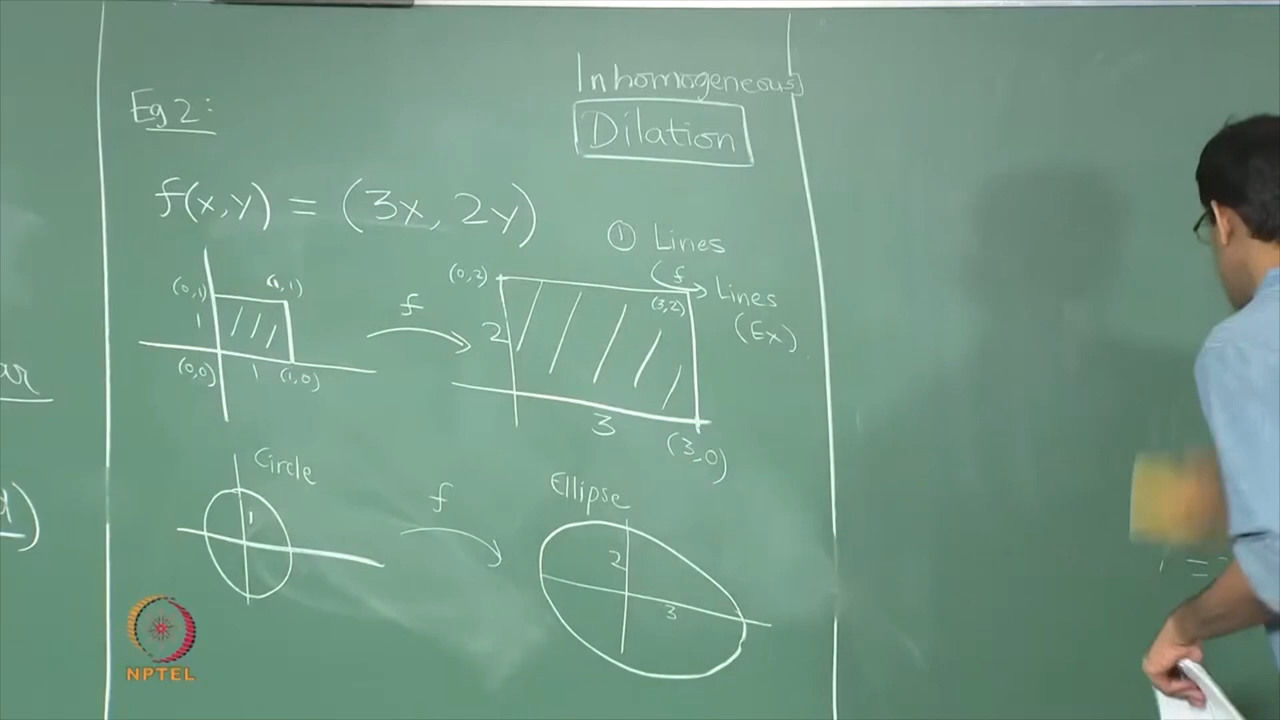 Inhomogeneous
Dilation
Eg 2:
f(x,y) = (3x, 2y)
① Lines
f
Lines
(Ex)
(0,1)
(1,1)
1
(0,0)
1
(1,0)
f
(0,2)
(3,2)
2
3
(3,0)
Circle
1
f
Ellipse
2
3
NPTEL